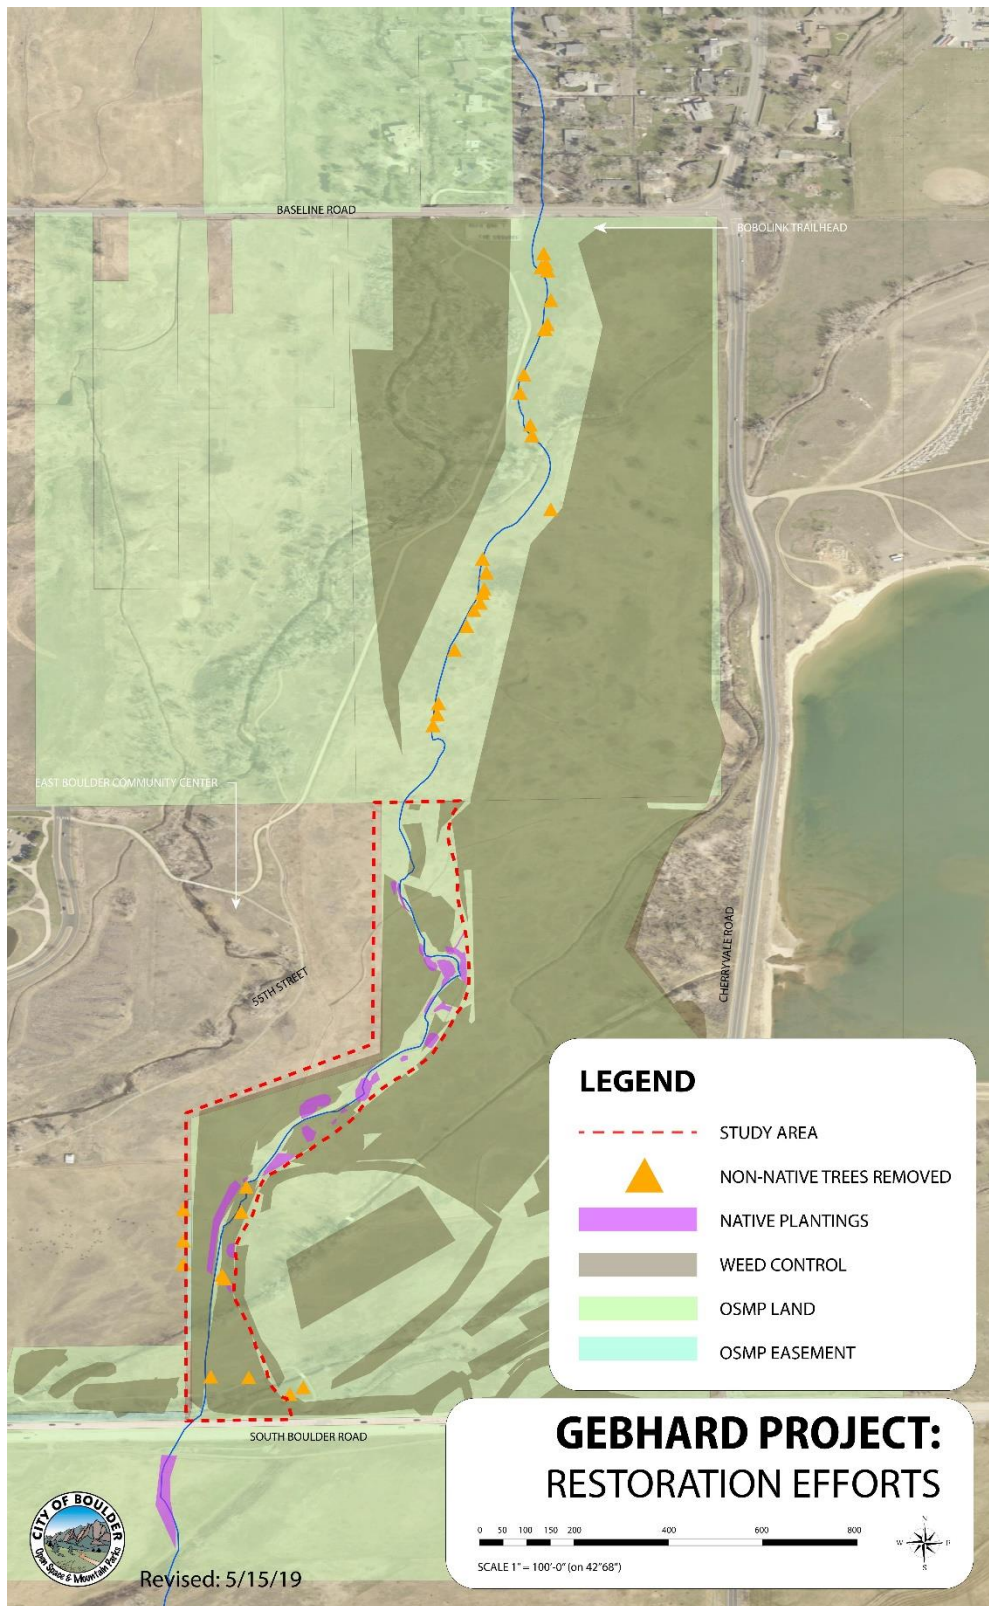 BASELINE ROAD
BOBOLINK TRAILHEAD
EAST BOULDER COMMUNITY CENTER
55TH STREET
CHERRYVALE ROAD
LEGEND
STUDY AREA
NON-NATIVE TREES REMOVED
NATIVE PLANTINGS
WEED CONTROL
OSMP LAND
OSMP EASEMENT
SOUTH BOULDER ROAD
GEBHARD PROJECT:
RESTORATION EFFORTS
0 50 100 150 200 400 600 800
SCALE 1" = 100'-0" (on 42"68")
N
W E
S
CITY OF BOULDER
Open Space & Mountain Parks
Revised: 5/15/19